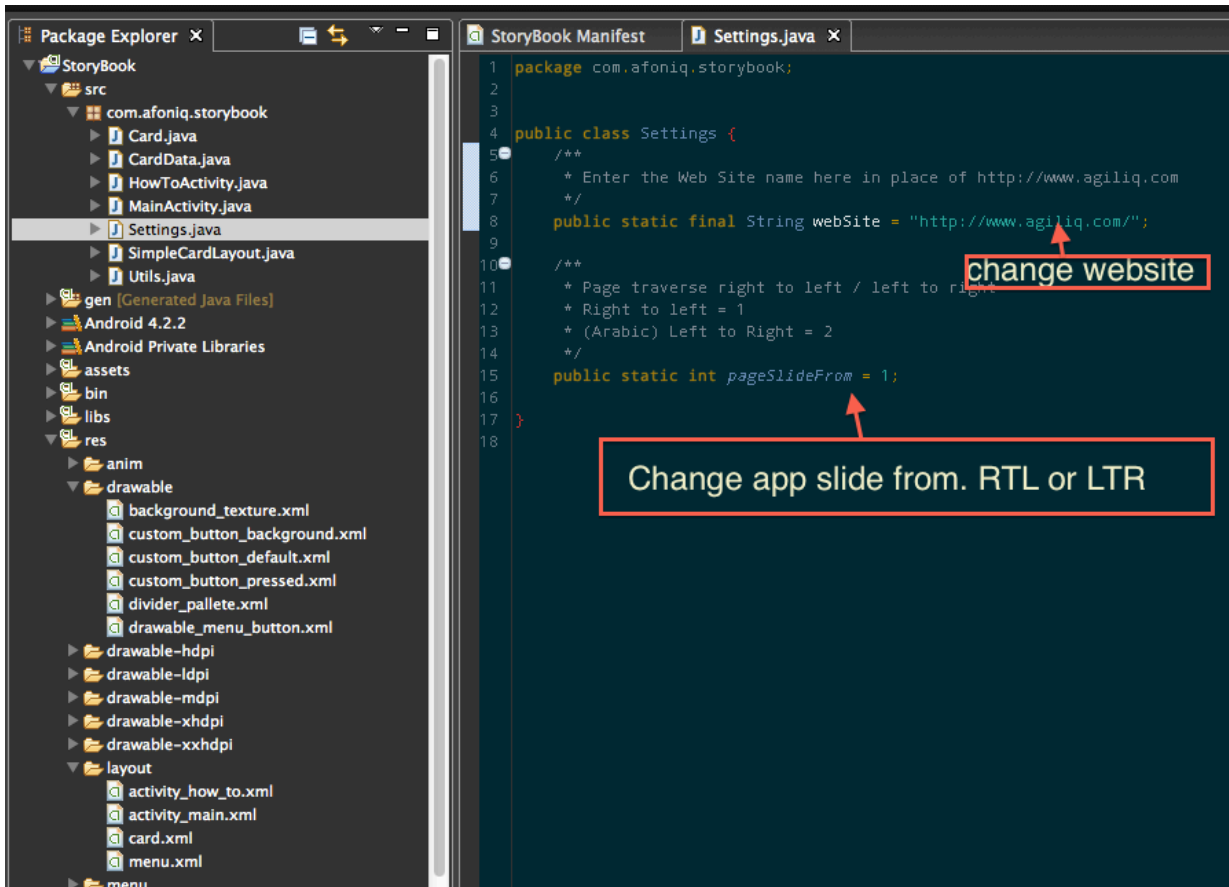 Package Explorer
StoryBook
src
com.afoniq.storybook
Card.java
CardData.java
HowToActivity.java
MainActivity.java
Settings.java
SimpleCardLayout.java
Utils.java
gen [Generated Java Files]
Android 4.2.2
Android Private Libraries
assets
bin
libs
res
anim
drawable
background_texture.xml
custom_button_background.xml
custom_button_default.xml
custom_button_pressed.xml
divider_pallete.xml
drawable_menu_button.xml
drawable-hdpi
drawable-ldpi
drawable-mdpi
drawable-xhdpi
drawable-xxhdpi
layout
activity_how_to.xml
activity_main.xml
card.xml
menu.xml
menu
StoryBook Manifest
Settings.java
1 package com.afoniq.storybook;
2
3
4 public class Settings {
5 /**
6 * Enter the Web Site name here in place of http://www.agiliq.com
7 */
8 public static final String webSite = "http://www.agiliq.com/";
9
change website
10 /**
11 * Page traverse right to left / left to right
12 * Right to left = 1
13 * (Arabic) Left to Right = 2
14 */
15 public static int pageSlideFrom = 1;
16
17 }
18
Change app slide from. RTL or LTR